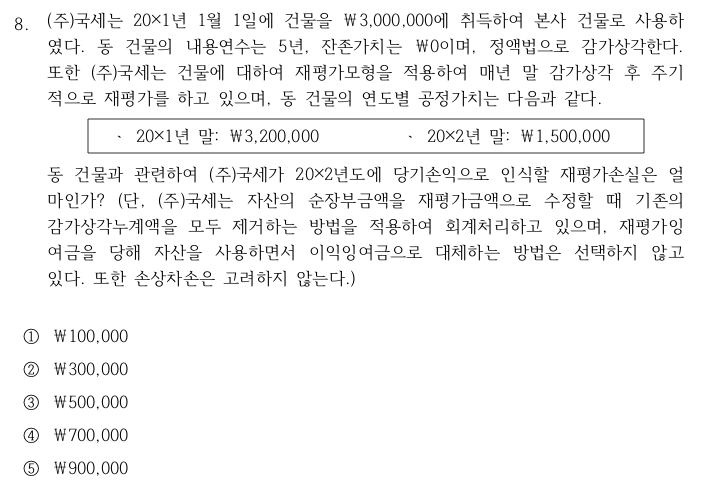 8. (주)국세는 20×1년 1월 1일에 건물을 ₩3,000,000에 취득하여 본사 건물로 사용하
였다. 동 건물의 내용연수는 5년, 잔존가치는 ₩0이며, 정액법으로 감가상각한다.
또한 (주)국세는 건물에 대하여 재평가모형을 적용하여 매년 말 감가상각 후 주기
적으로 재평가를 하고 있으며, 동 건물의 연도별 공정가치는 다음과 같다.
、 20×1년 말: ₩3,200,000 、 20×2년 말: ₩1,500,000
동 건물과 관련하여 (주)국세가 20×2년도에 당기손익으로 인식할 재평가손실은 얼
마인가? (단, (주)국세는 자산의 순장부금액을 재평가금액으로 수정할 때 기존의
감가상각누계액을 모두 제거하는 방법을 적용하여 회계처리하고 있으며, 재평가잉
여금을 당해 자산을 사용하면서 이익잉여금으로 대체하는 방법은 선택하지 않고
있다. 또한 손상차손은 고려하지 않는다.)
① ₩100,000
② ₩300,000
③ ₩500,000
④ ₩700,000
⑤ ₩900,000